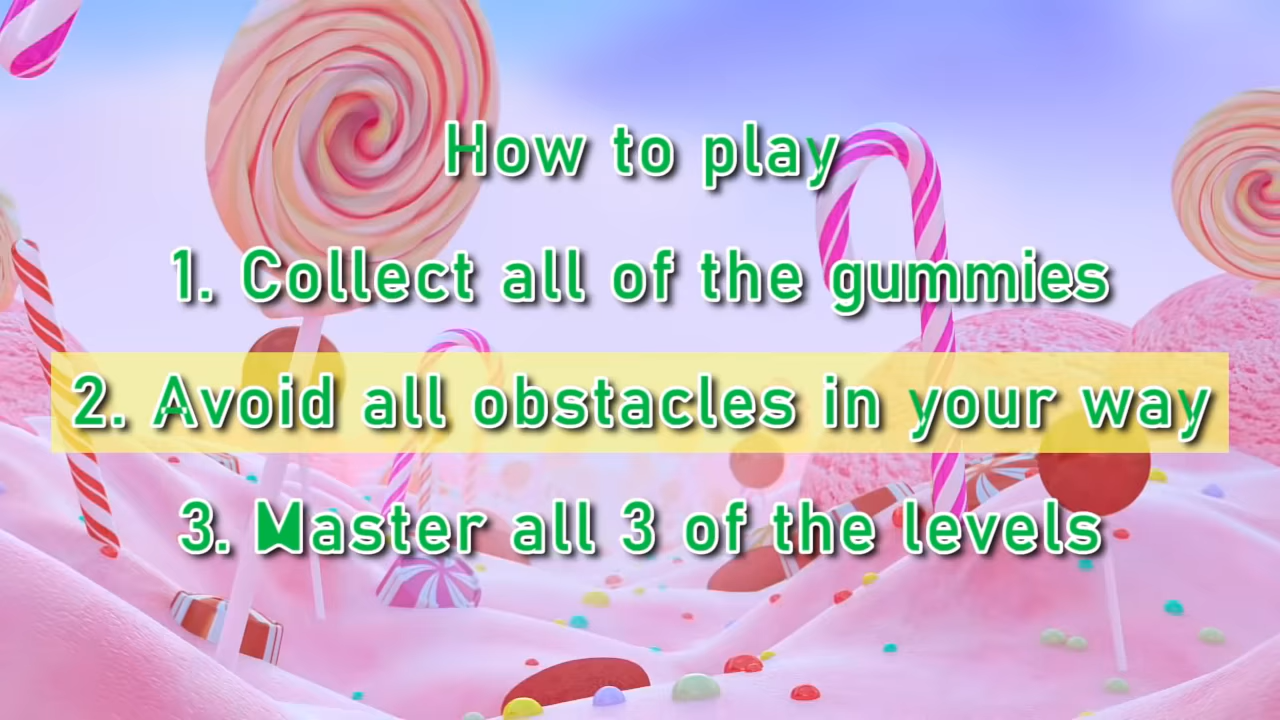 How to play
1. Collect all of the gummies
2. Avoid all obstacles in your way
3. Master all 3 of the levels